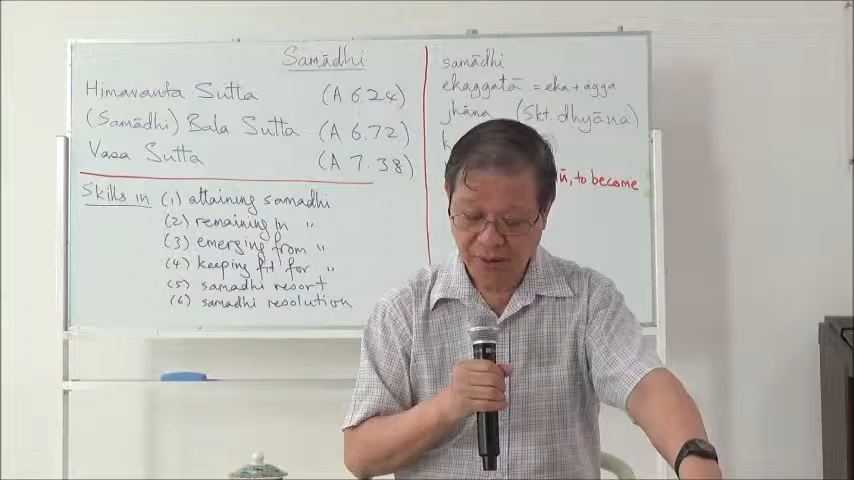 Samādhi
Himavanta Sutta (A 6.24)
(Samādhi) Bala Sutta (A 6.72)
Vasa Sutta (A 7.38)
Skills in (1) attaining samadhi
(2) remaining in "
(3) emerging from "
(4) keeping fit for "
(5) samadhi resort
(6) samadhi resolution
samādhi
ekaggatā = eka + agga
jhāna (Skt. dhyāna)
to become